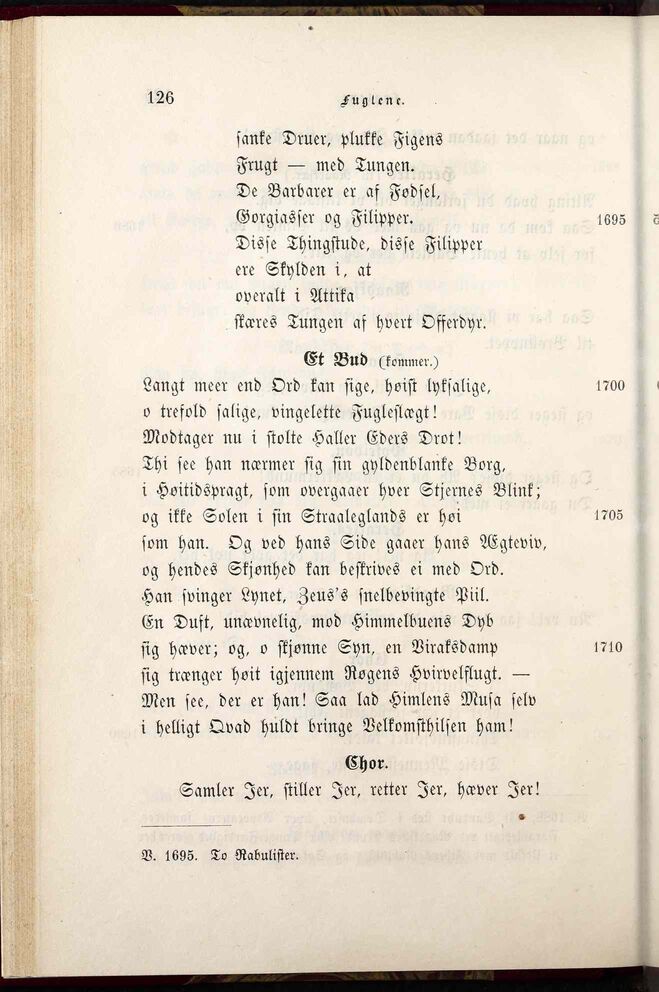 126
Fuglene.
sanke Druer, plukke Figens
Frugt — med Tungen.
De Barbarer er af Fødsel,
Gorgiasser og Filipper. 1695
Disse Thingstude, disse Filipper
ere Skylden i, at
overalt i Attika
skæres Tungen af hvert Offerdyr.
Et Bud (kommer.)
Langt meer end Ord kan sige, høist lyksalige, 1700
o trefold salige, vingelette Fugleslægt!
Modtager nu i stolte Haller Eders Drot!
Thi see han nærmer sig sin gyldenblanke Borg,
i Høitidspragt, som overgaaer hver Stjernes Blink;
og ikke Solen i sin Straaleglands er høi 1705
som han. Og ved hans Side gaaer hans Ægteviv,
og hendes Skjønhed kan beskrives ei med Ord.
Han svinger Lynet, Zeus's snelbevingte Piil.
En Duft, unævnelig, mod Himmelbuens Dyb
sig hæver; og, o skjønne Syn, en Viraksdamp 1710
sig trænger høit igjennem Røgens Hvirvelflugt. —
Men see, der er han! Saa lad Himlens Musa selv
i helligt Qvad huldt bringe Velkomsthilsen ham!
Chor.
Samler Jer, stiller Jer, retter Jer, hæver Jer!
V. 1695. To Rabulister.